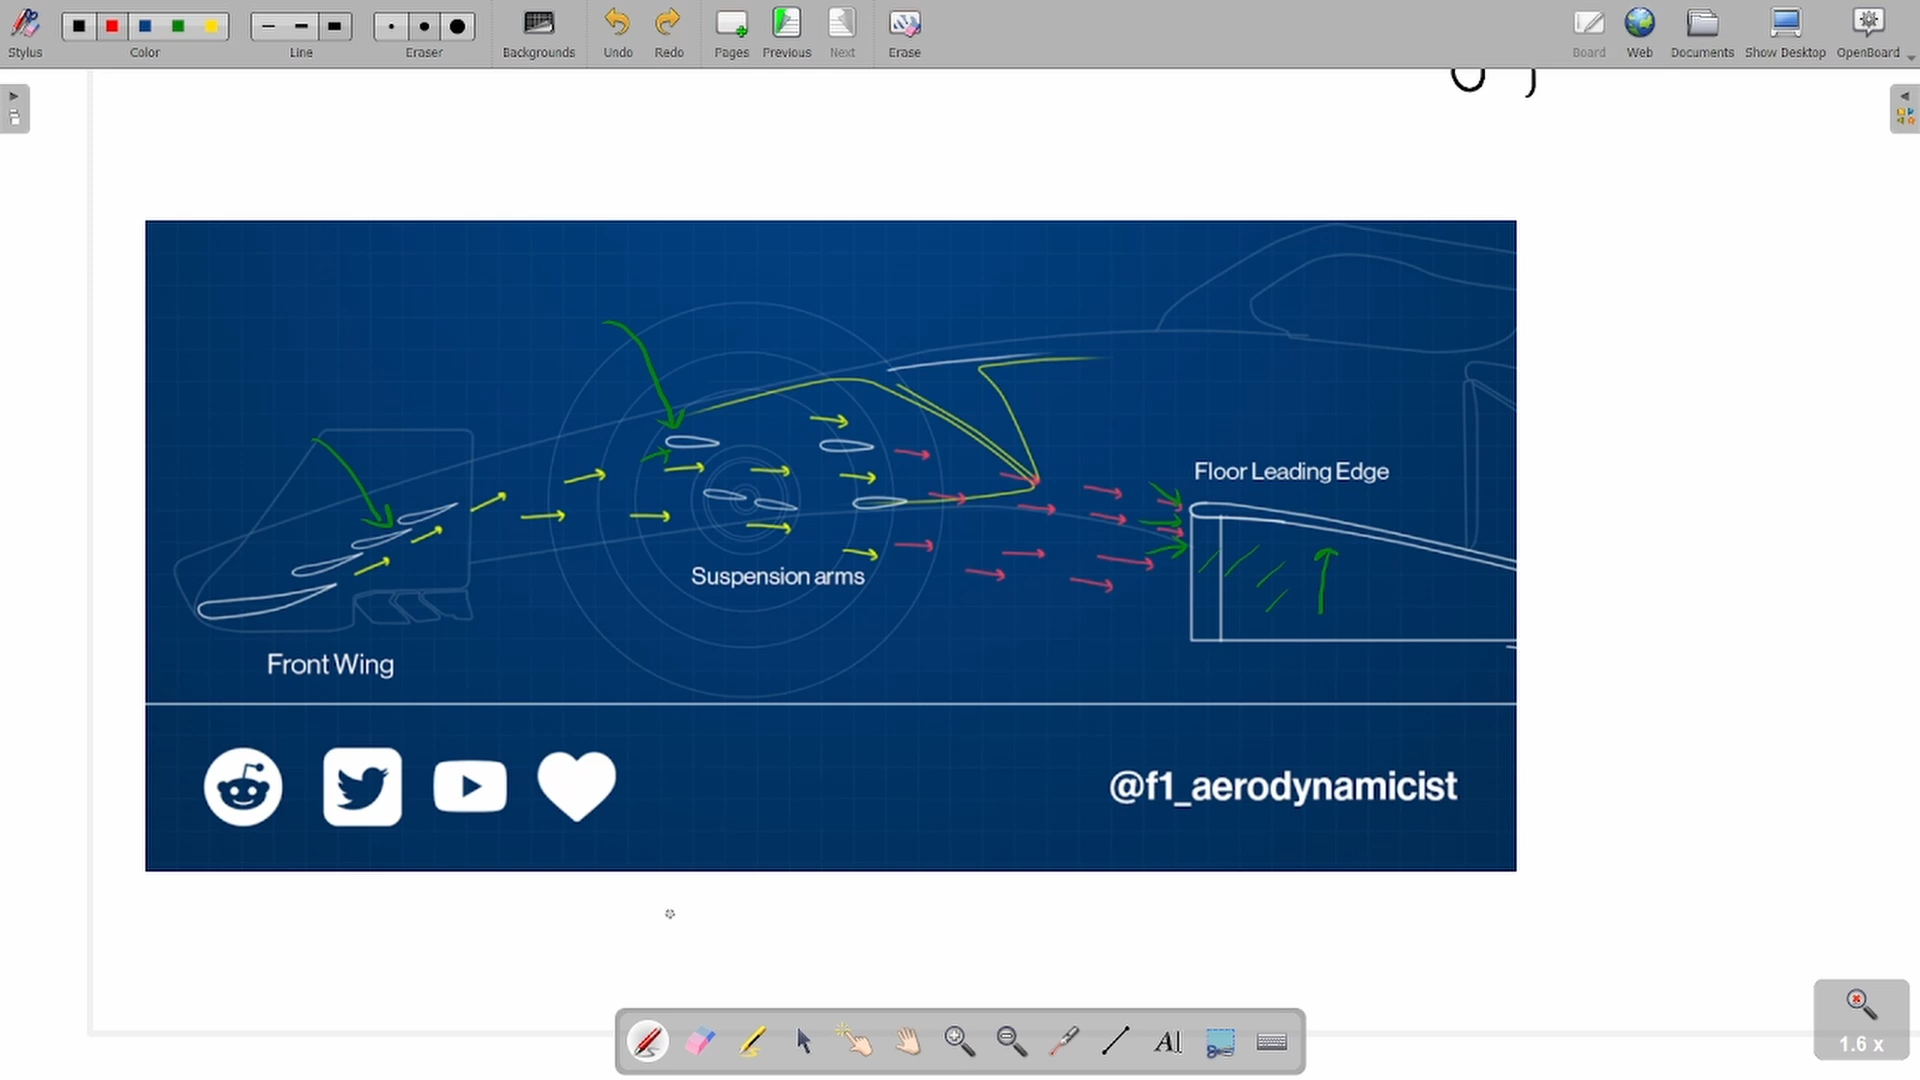 Stylus
Color
Line
Eraser
Backgrounds
Undo
Redo
Pages
Previous
Next
Erase
Board
Web
Documents
Show Desktop
OpenBoard
Floor Leading Edge
Suspension arms
Front Wing
@f1_aerodynamicist
AI
1.6 x